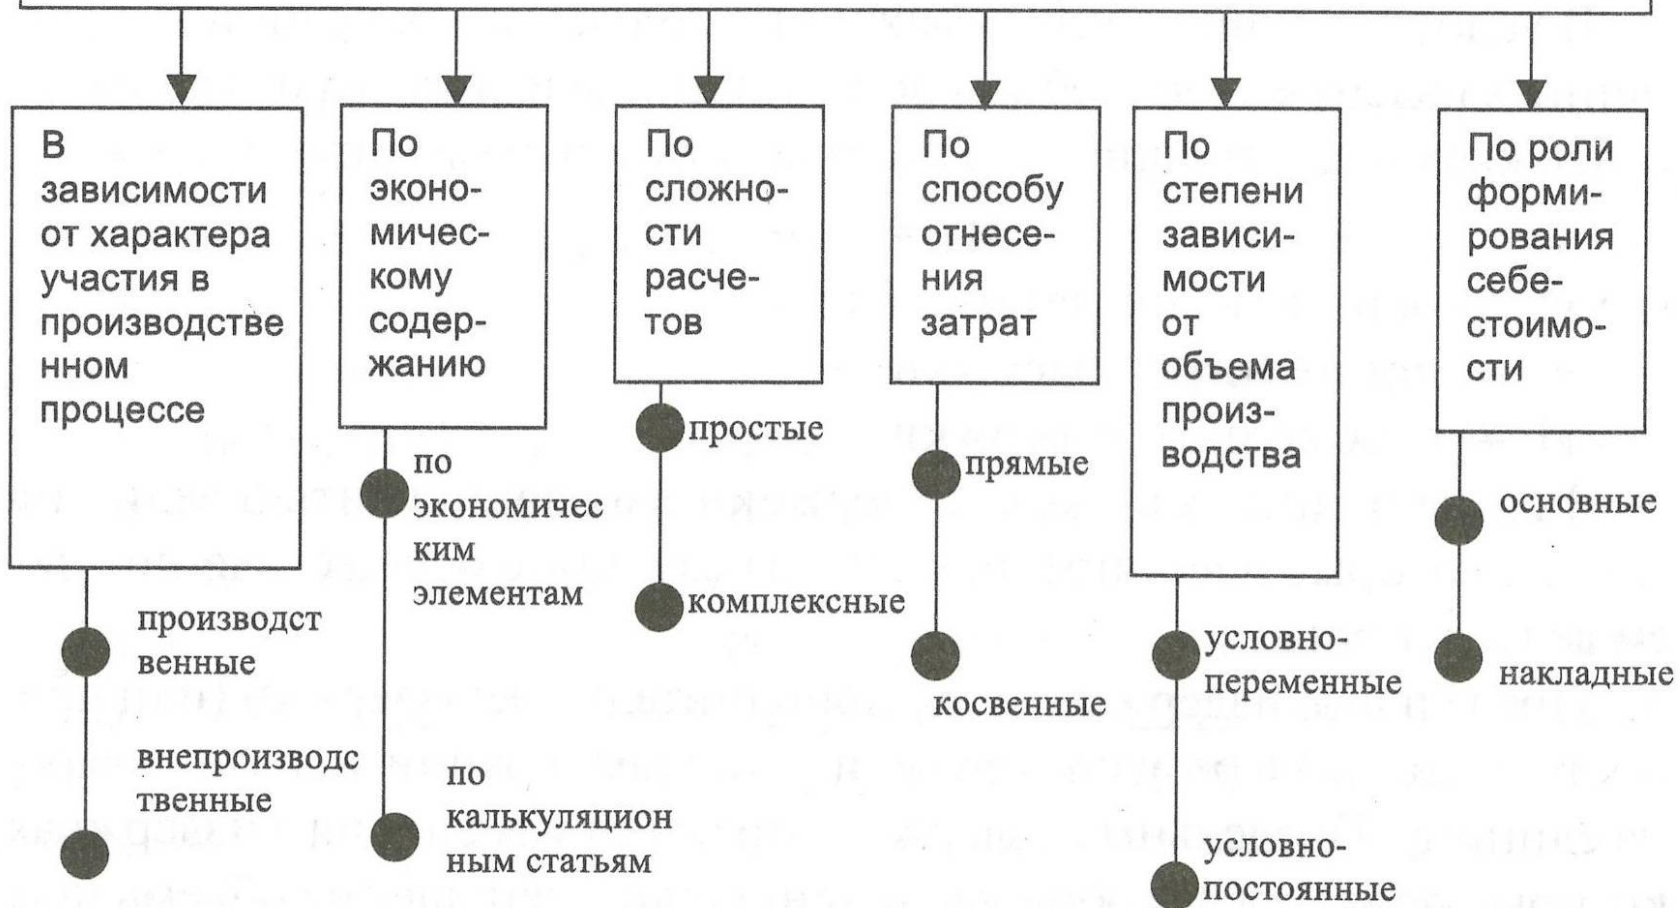 В
зависимости
от характера
участия в
производстве
нном
процессе
производст
венные
внепроизводс
твенные
По
эконо-
мичес-
кому
содер-
жанию
по
экономичес
ким
элементам
по
калькуляцион
ным статьям
По
сложно-
сти
расче-
тов
простые
комплексные
По
способу
отнесе-
ния
затрат
прямые
косвенные
По
степени
зависи-
мости
от
объема
произ-
водства
условно-
переменные
условно-
постоянные
По роли
форми-
рования
себе-
стоимо-
сти
основные
накладные